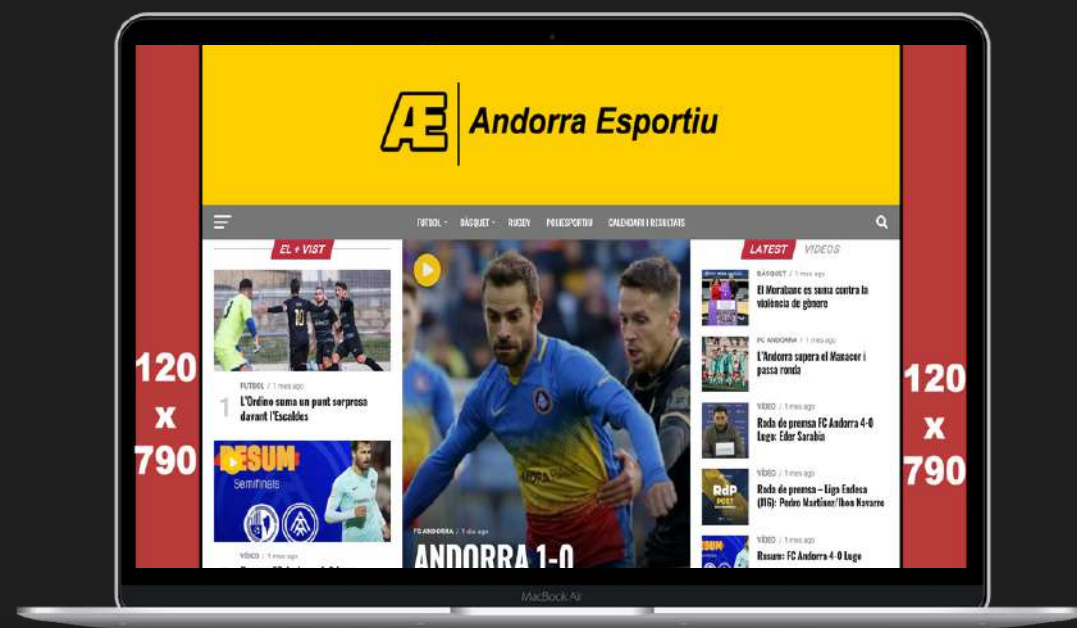 Æ Andorra Esportiu
FUTBOL BÀSQUET RUGBY POLIESPORTIU CALENDARI I RESULTATS
EL + VIST
FUTBOL / 1 mes ago
1 L'Ordino suma un punt sorpresa
davant l'Escaldes
RESUM
Semifinals
VÍDEO / 1 mes ago
FC ANDORRA / 1 dia ago
ANDORRA 1-0
LATEST VIDEOS
BÀSQUET / 1 mes ago
El Morabanc es suma contra la
violència de gènere
FC ANDORRA / 1 mes ago
L'Andorra supera el Manacor i
passa ronda
VÍDEO / 1 mes ago
Roda de premsa FC Andorra 4-0
Lugo: Eder Sarabia
RdP
POST
VÍDEO / 1 mes ago
Roda de premsa – Liga Endesa
(J16): Pedro Martínez/Ibon Navarro
VÍDEO / 1 mes ago
Resum: FC Andorra 4-0 Lugo
120
x
790
120
x
790
MacBook Air